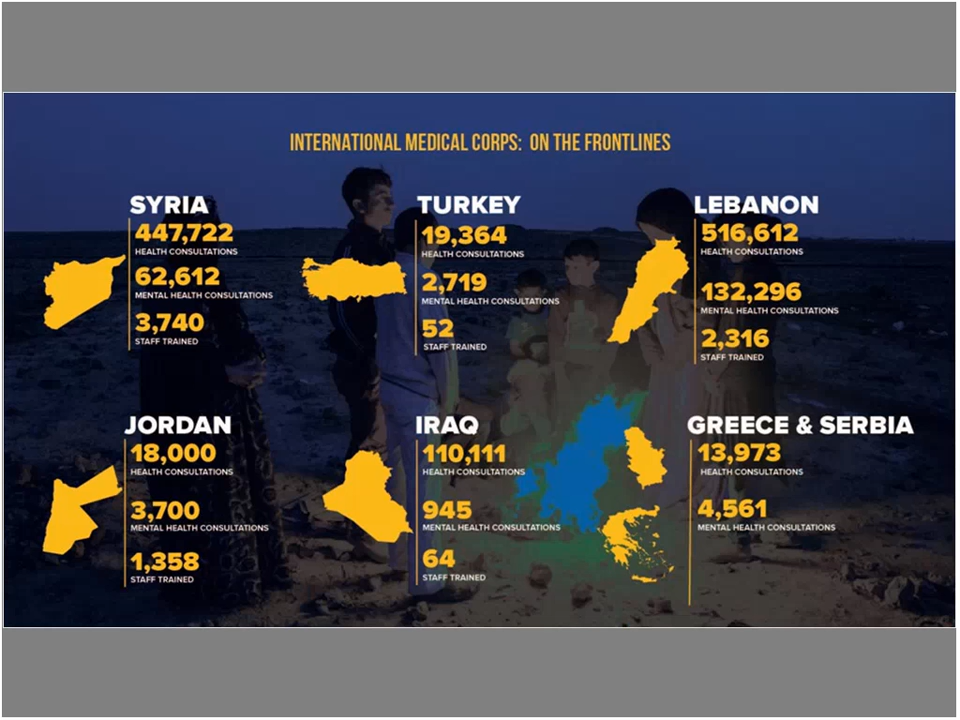 INTERNATIONAL MEDICAL CORPS: ON THE FRONTLINES
SYRIA
447,722
HEALTH CONSULTATIONS
62,612
MENTAL HEALTH CONSULTATIONS
3,740
STAFF TRAINED
TURKEY
19,364
HEALTH CONSULTATIONS
2,719
MENTAL HEALTH CONSULTATIONS
52
STAFF TRAINED
LEBANON
516,612
HEALTH CONSULTATIONS
132,296
MENTAL HEALTH CONSULTATIONS
2,316
STAFF TRAINED
JORDAN
18,000
HEALTH CONSULTATIONS
3,700
MENTAL HEALTH CONSULTATIONS
1,358
STAFF TRAINED
IRAQ
110,111
HEALTH CONSULTATIONS
945
MENTAL HEALTH CONSULTATIONS
64
STAFF TRAINED
GREECE & SERBIA
13,973
HEALTH CONSULTATIONS
4,561
MENTAL HEALTH CONSULTATIONS